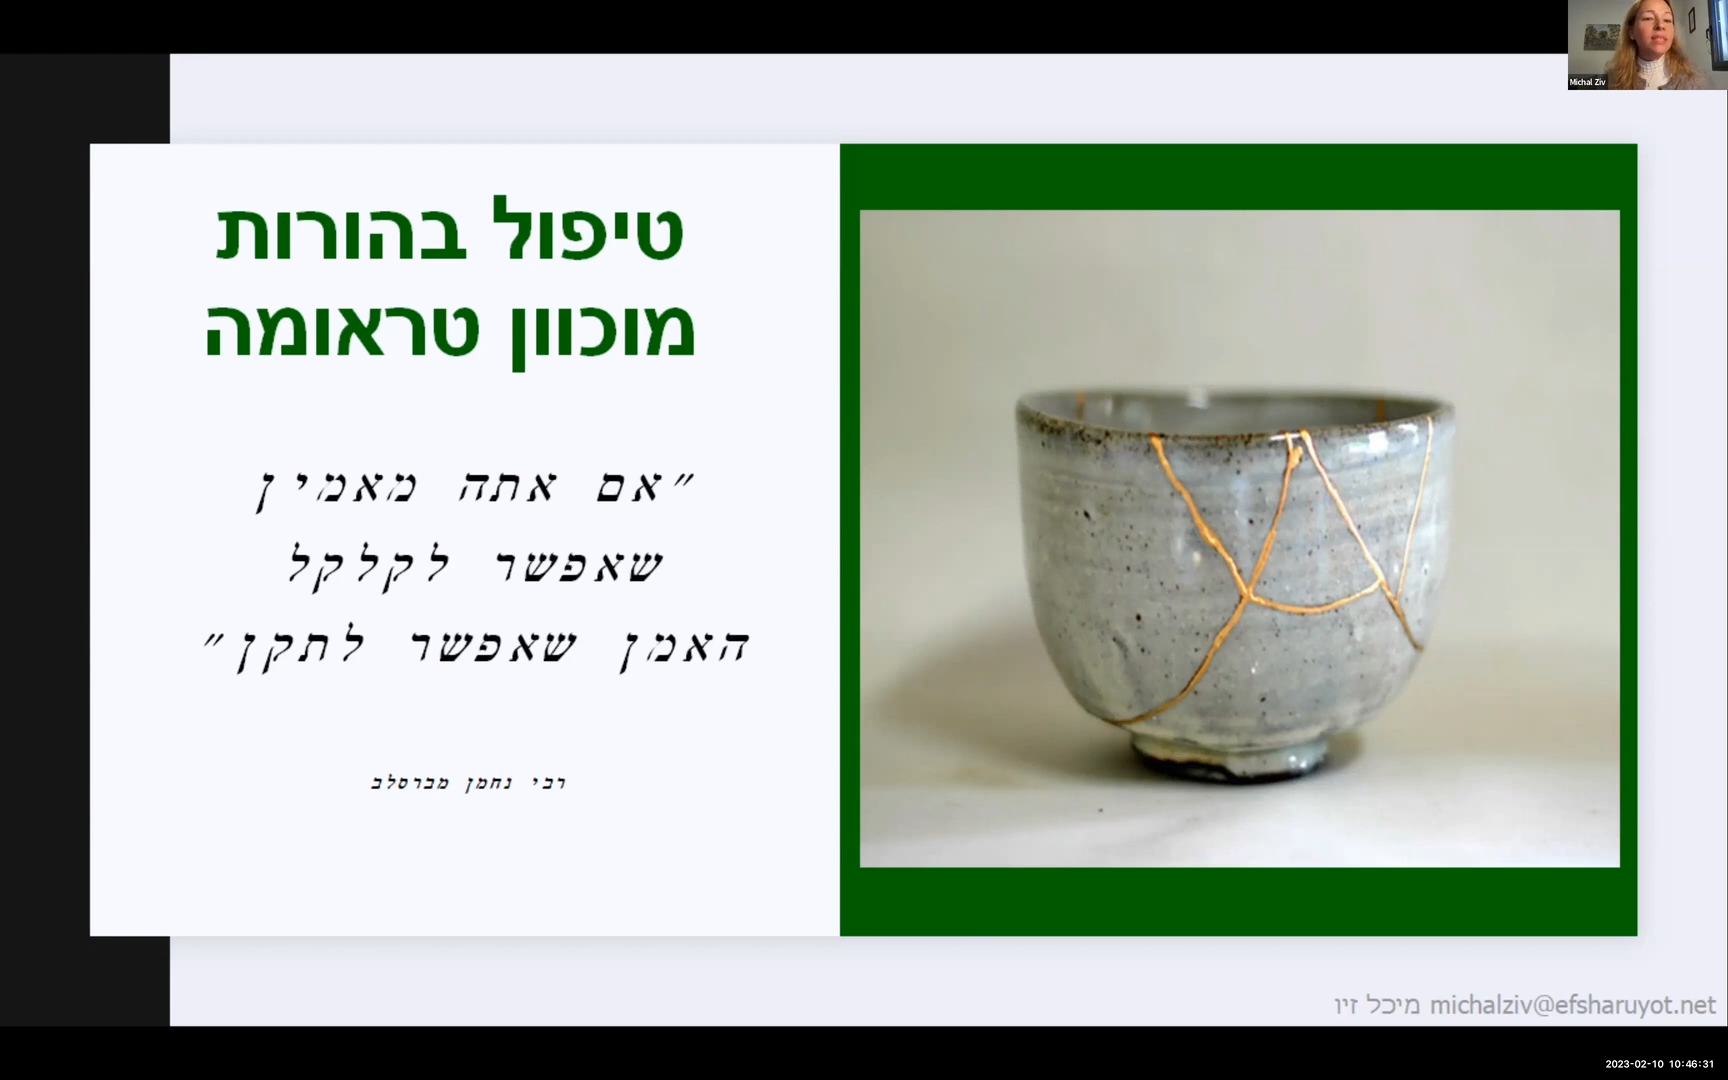 Michal Ziv
טיפול בהורות
מוכוון טראומה
״אם אתה מאמין
שאפשר לקלקל
האמן שאפשר לתקן״
רבי נחמן מברסלב
מיכל זיו michalziv@efsharuyot.net
2023-02-10 10:46:31